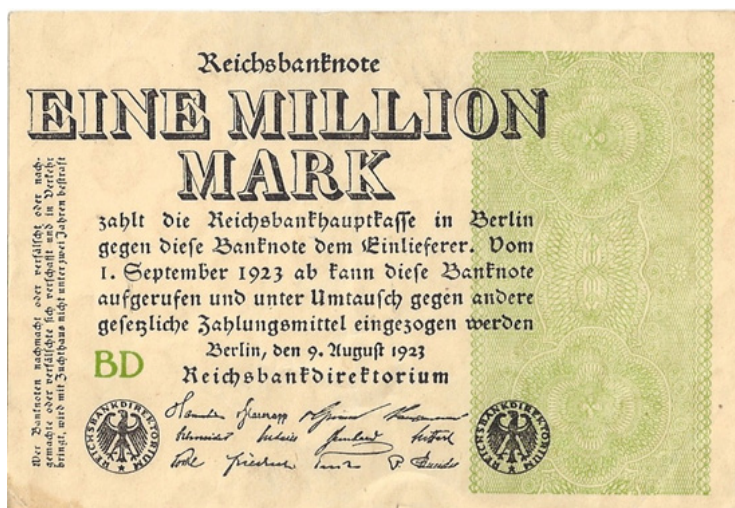 Reichsbanknote
EINE MILLION
MARK
zahlt die Reichsbankhauptkasse in Berlin
gegen diese Banknote dem Einlieferer. Vom
1. September 1923 ab kann diese Banknote
aufgerufen und unter Umtausch gegen andere
gesetzliche Zahlungsmittel eingezogen werden
Berlin, den 9. August 1923
BD
Reichsbankdirektorium
REICHSBANKDIREKTORIUM
REICHSBANKDIREKTORIUM
Wer Banknoten nachmacht oder verfälscht oder nach-
gemachte oder verfälschte sich verschafft und in Verkehr
bringt, wird mit Zuchthaus nicht unter zwei Jahren bestraft